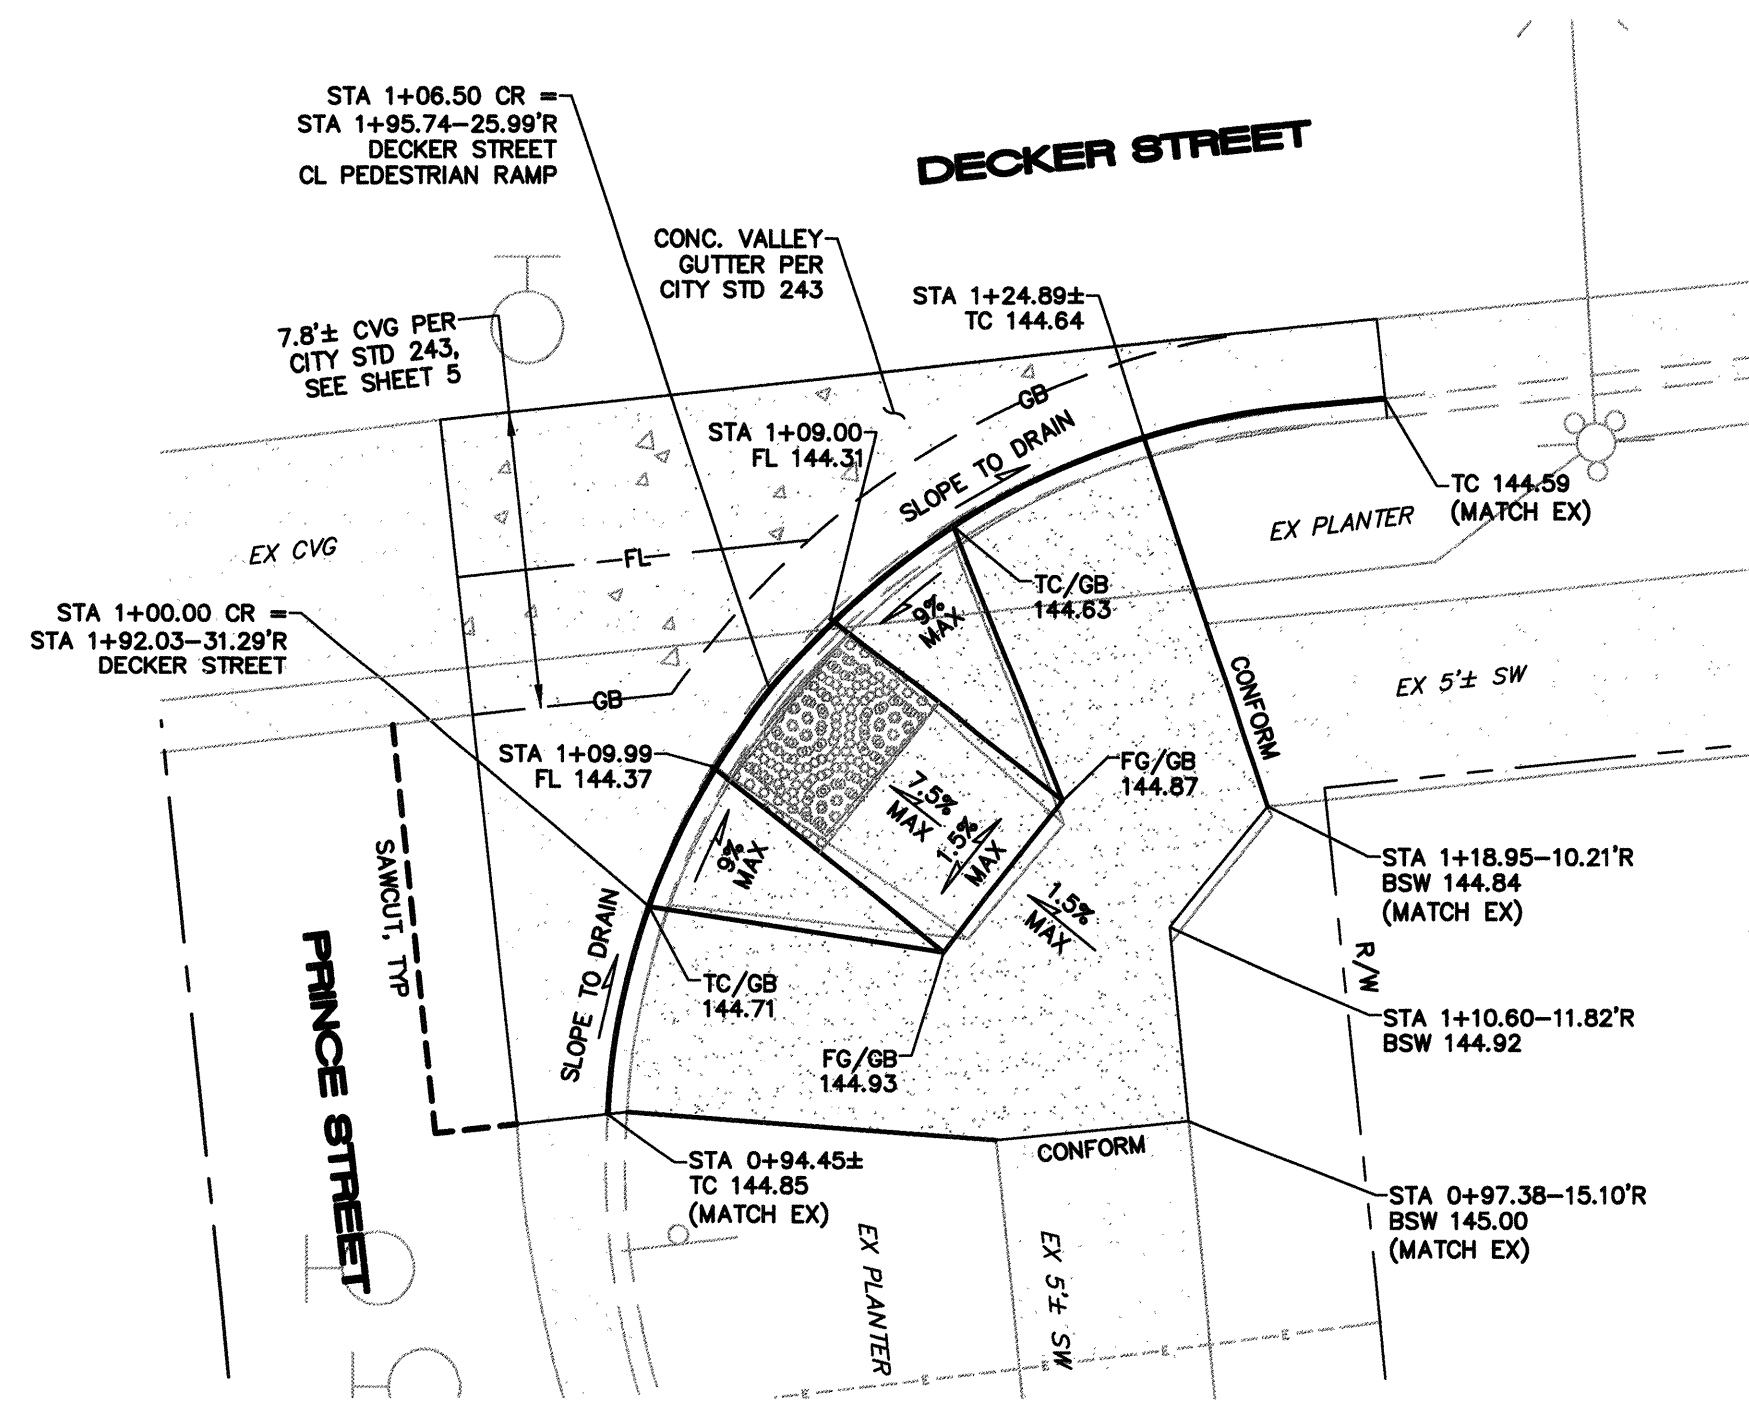 STA 1+06.50 CR =
STA 1+95.74-25.99'R
DECKER STREET
CL PEDESTRIAN RAMP
DECKER STREET
CONC. VALLEY
GUTTER PER
CITY STD 243
STA 1+24.89±
TC 144.64
7.8'± CVG PER
CITY STD 243,
SEE SHEET 5
GB
STA 1+09.00
FL 144.31
SLOPE TO DRAIN
TC 144.59
(MATCH EX)
EX PLANTER
EX CVG
FL
TC/GB
144.63
9%
MAX
STA 1+00.00 CR =
STA 1+92.03-31.29'R
DECKER STREET
GB
CONFORM
EX 5'± SW
STA 1+09.99
FL 144.37
FG/GB
144.87
7.5%
MAX
1.5%
MAX
9%
MAX
SAWCUT, TYP
1.5%
MAX
STA 1+18.95-10.21'R
BSW 144.84
(MATCH EX)
SLOPE TO DRAIN
R/W
TC/GB
144.71
PRINCE STREET
STA 1+10.60-11.82'R
BSW 144.92
FG/GB
144.93
CONFORM
STA 0+94.45±
TC 144.85
(MATCH EX)
STA 0+97.38-15.10'R
BSW 145.00
(MATCH EX)
EX PLANTER
EX 5'± SW
E
E
E
E
E